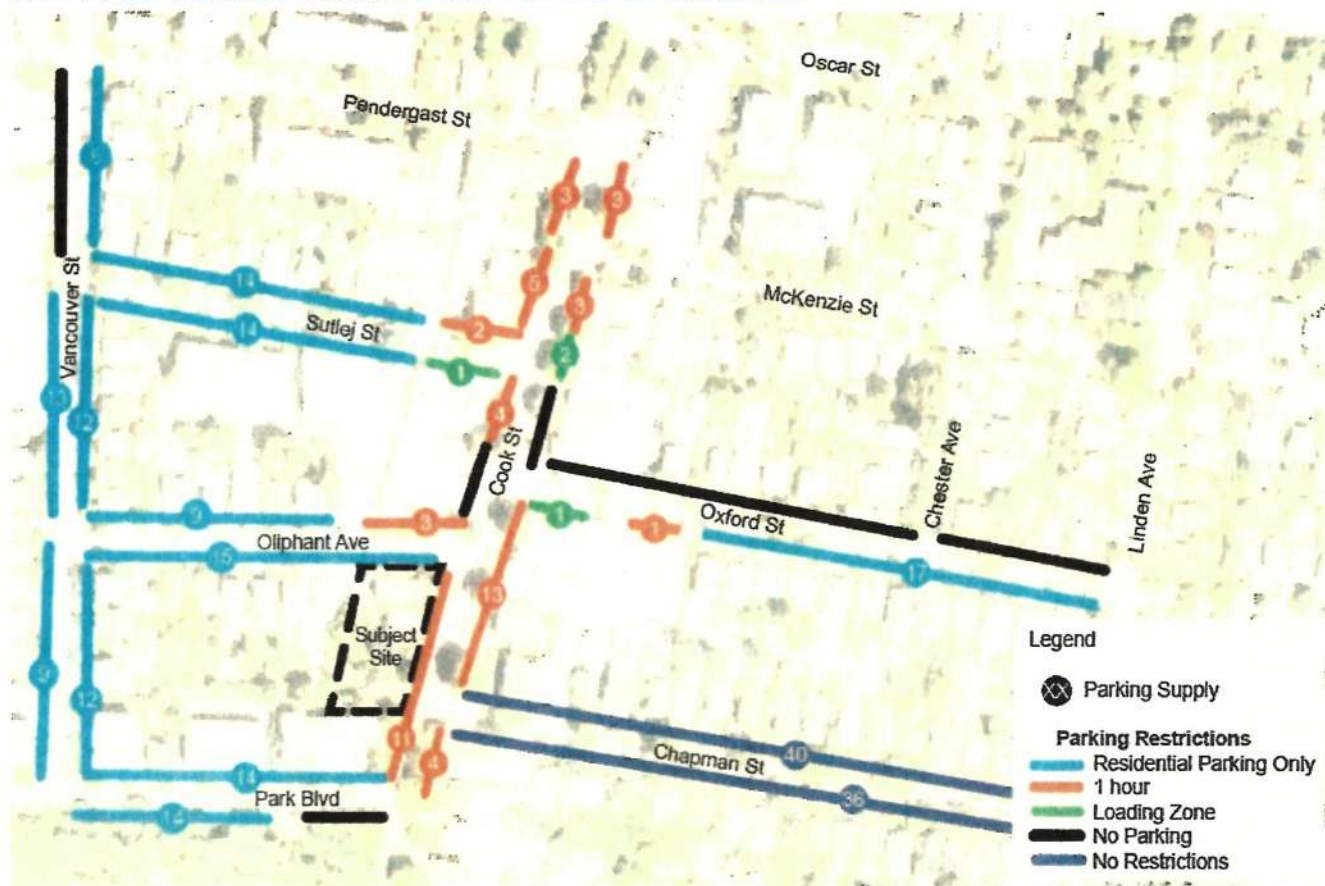 Oscar St
Pendergast St
3
3
Vancouver St
14
5
3
McKenzie St
2
Sutlej St
14
2
1
13
12
4
Cook St
Chester Ave
Linden Ave
9
3
1
1
Oxford St
Oliphant Ave
15
17
13
Subject
Site
9
12
11
4
Chapman St
40
36
14
Park Blvd
14
Legend
XX Parking Supply
Parking Restrictions
Residential Parking Only
1 hour
Loading Zone
No Parking
No Restrictions